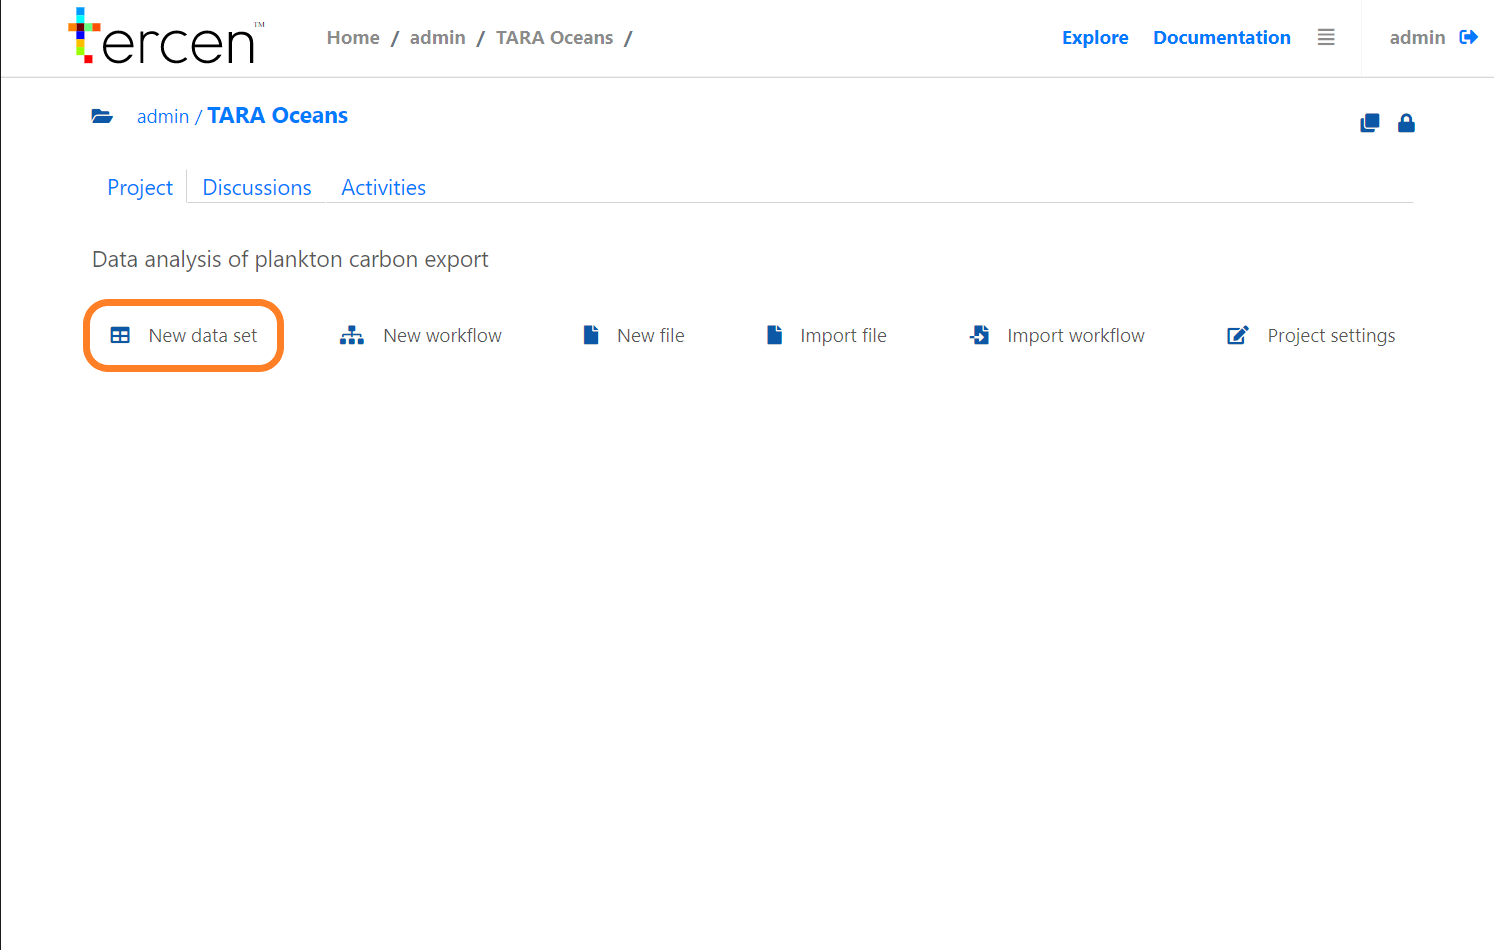 tercen™
Home / admin / TARA Oceans /
Explore Documentation admin
admin / TARA Oceans
Project Discussions Activities
Data analysis of plankton carbon export
New data set New workflow New file Import file Import workflow Project settings